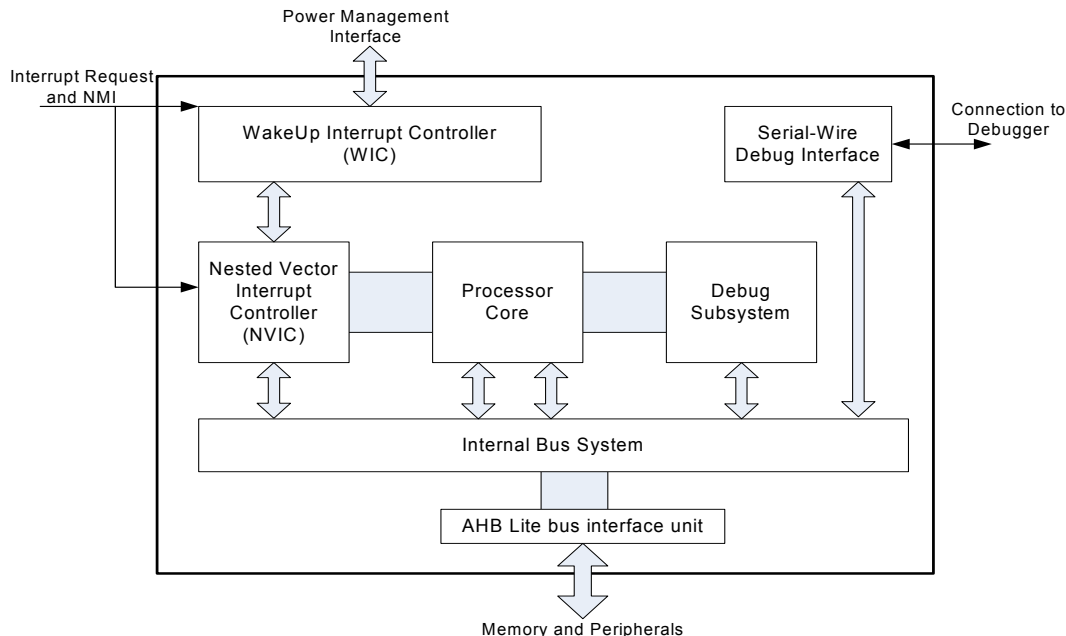 Power Management
Interface
Interrupt Request
and NMI
WakeUp Interrupt Controller
(WIC)
Serial-Wire
Debug Interface
Connection to
Debugger
Nested Vector
Interrupt
Controller
(NVIC)
Processor
Core
Debug
Subsystem
Internal Bus System
AHB Lite bus interface unit
Memory and Peripherals